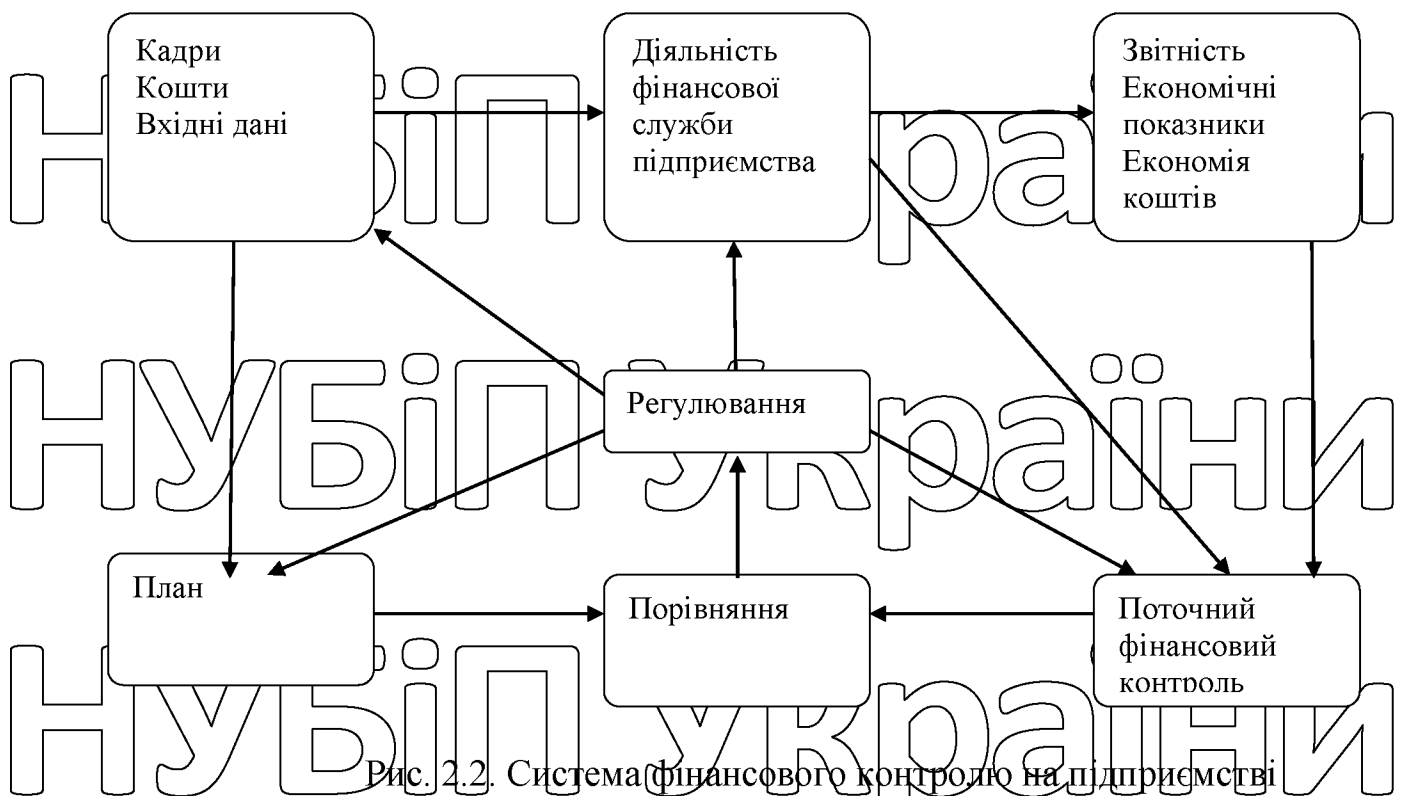 Кадри
Кошти
Вхідні дані
Діяльність
фінансової
служби
підприємства
Звітність
Економічні
показники
Економія
коштів
НУБіП України
Регулювання
НУБіП України
План
Порівняння
Поточний
фінансовий
контроль
НУБіП України
Рис. 2.2. Система фінансового контролю на підприємстві